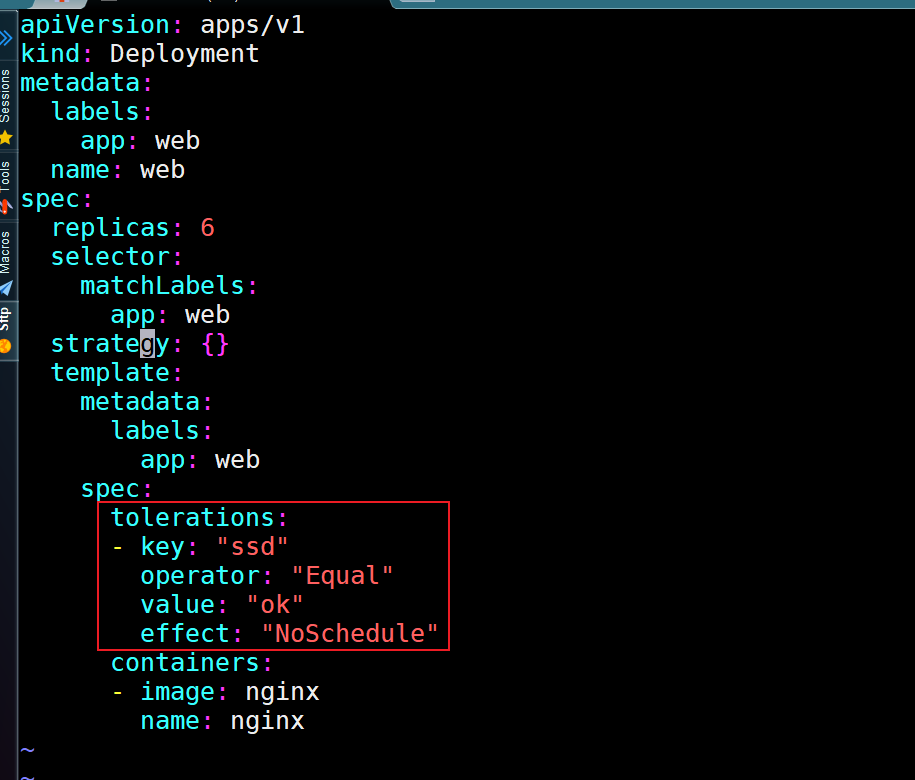 apiVersion: apps/v1
kind: Deployment
metadata:
  labels:
    app: web
  name: web
spec:
  replicas: 6
  selector:
    matchLabels:
      app: web
  strategy: {}
  template:
    metadata:
      labels:
        app: web
    spec:
      tolerations:
      - key: "ssd"
        operator: "Equal"
        value: "ok"
        effect: "NoSchedule"
      containers:
      - image: nginx
        name: nginx
~
~
Sessions
Tools
Macros
Sftp